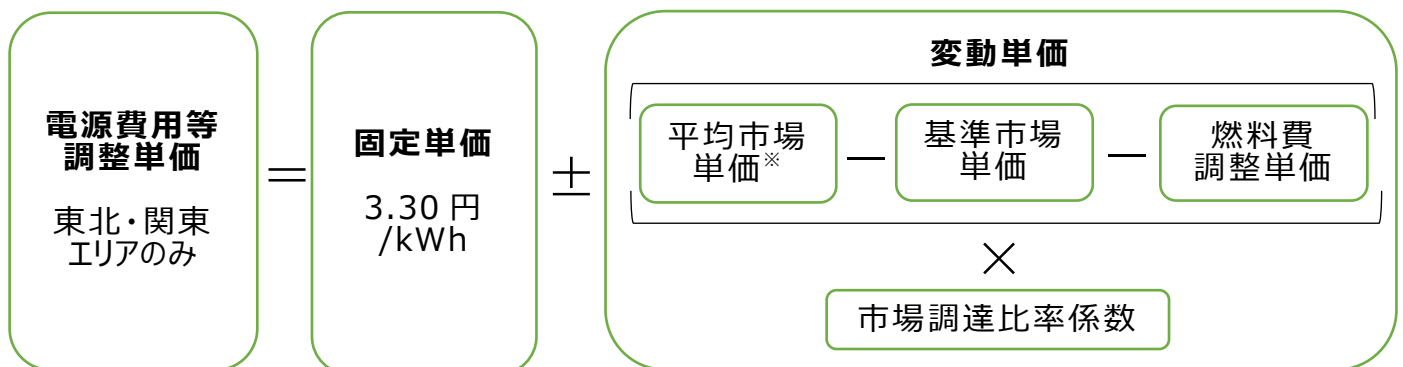 電源費用等
調整単価
東北・関東
エリアのみ
＝
固定単価
3.30 円
/kWh
±
変動単価
平均市場
単価※
－
基準市場
単価
－
燃料費
調整単価
×
市場調達比率係数